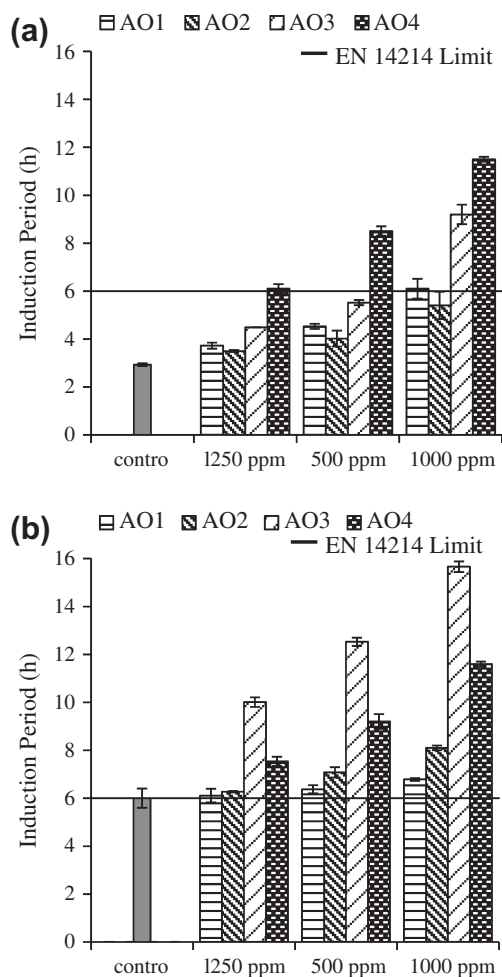 (a)
AO1 AO2 AO3 AO4
EN 14214 Limit
16
14
12
10
8
6
4
2
0
Induction Period (h)
contro l250 ppm 500 ppm 1000 ppm
(b)
AO1 AO2 AO3 AO4
EN 14214 Limit
16
14
12
10
8
6
4
2
0
Induction Period (h)
contro l250 ppm 500 ppm 1000 ppm